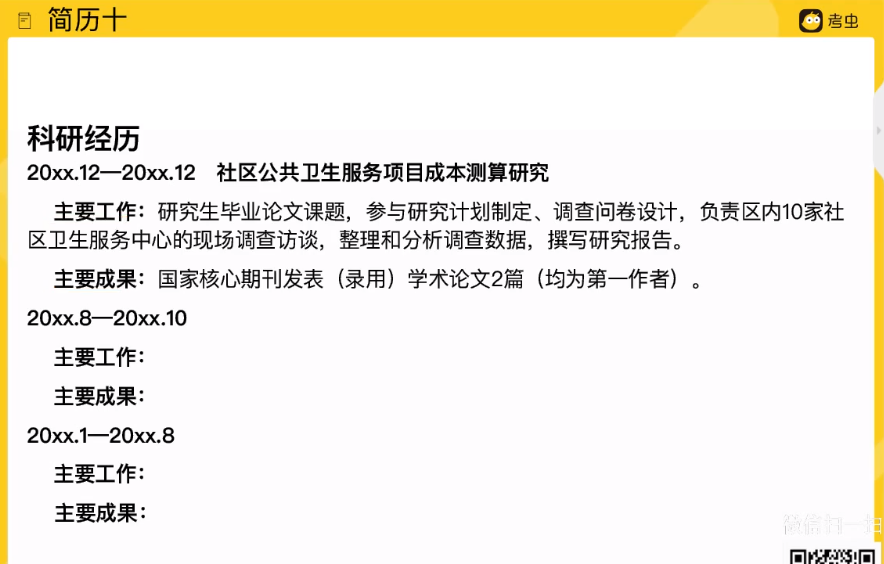 简历十
考虫
科研经历
20xx.12—20xx.12 社区公共卫生服务项目成本测算研究
主要工作：研究生毕业论文课题，参与研究计划制定、调查问卷设计，负责区内10家社
区卫生服务中心的现场调查访谈，整理和分析调查数据，撰写研究报告。
主要成果：国家核心期刊发表（录用）学术论文2篇（均为第一作者）。
20xx.8—20xx.10
主要工作：
主要成果：
20xx.1—20xx.8
主要工作：
主要成果：
微信扫一扫